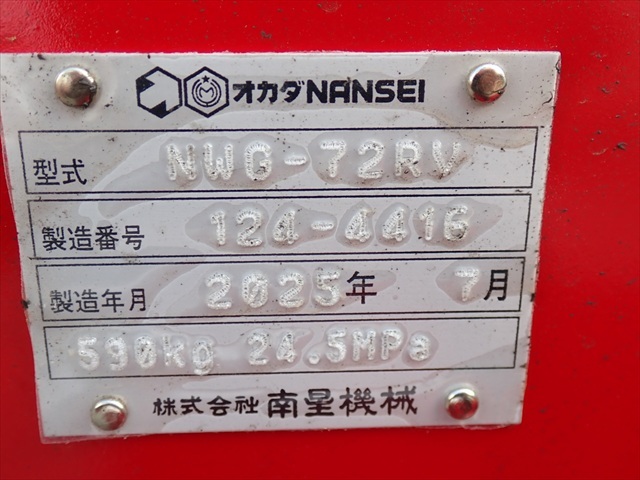 オカダNANSEI
型式 NWG-72RV
製造番号 124-4416
製造年月 2025年 7月
590kg 24.5MPa
株式会社 南星機械